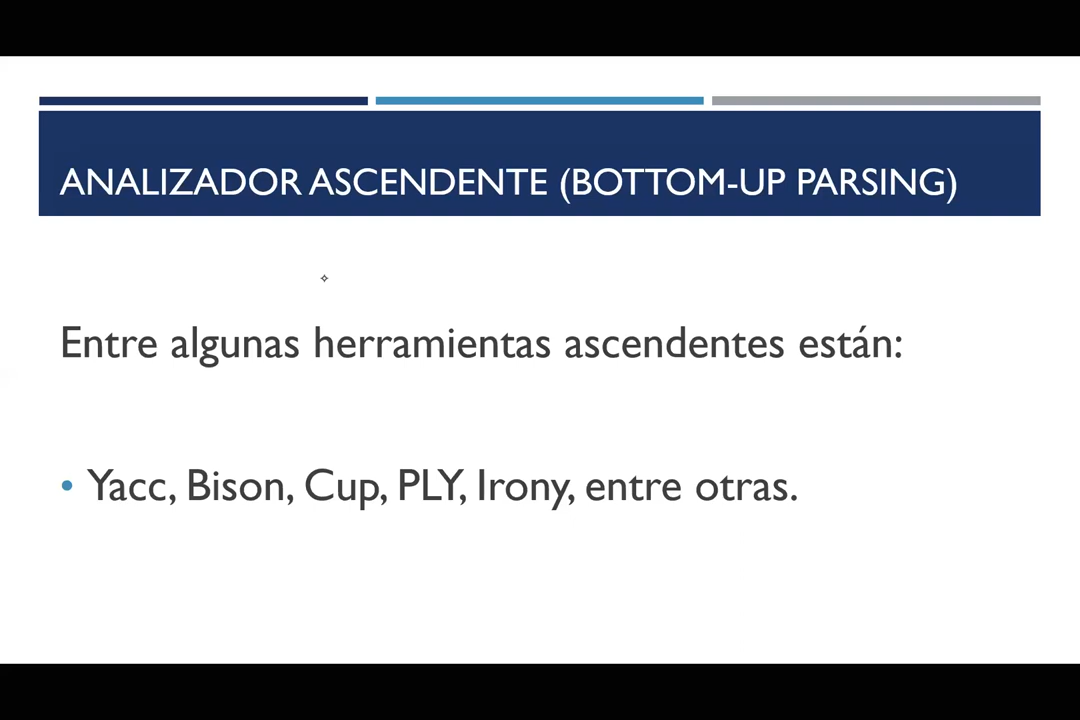 ANALIZADOR ASCENDENTE (BOTTOM-UP PARSING)
Entre algunas herramientas ascendentes están:
• Yacc, Bison, Cup, PLY, Irony, entre otras.